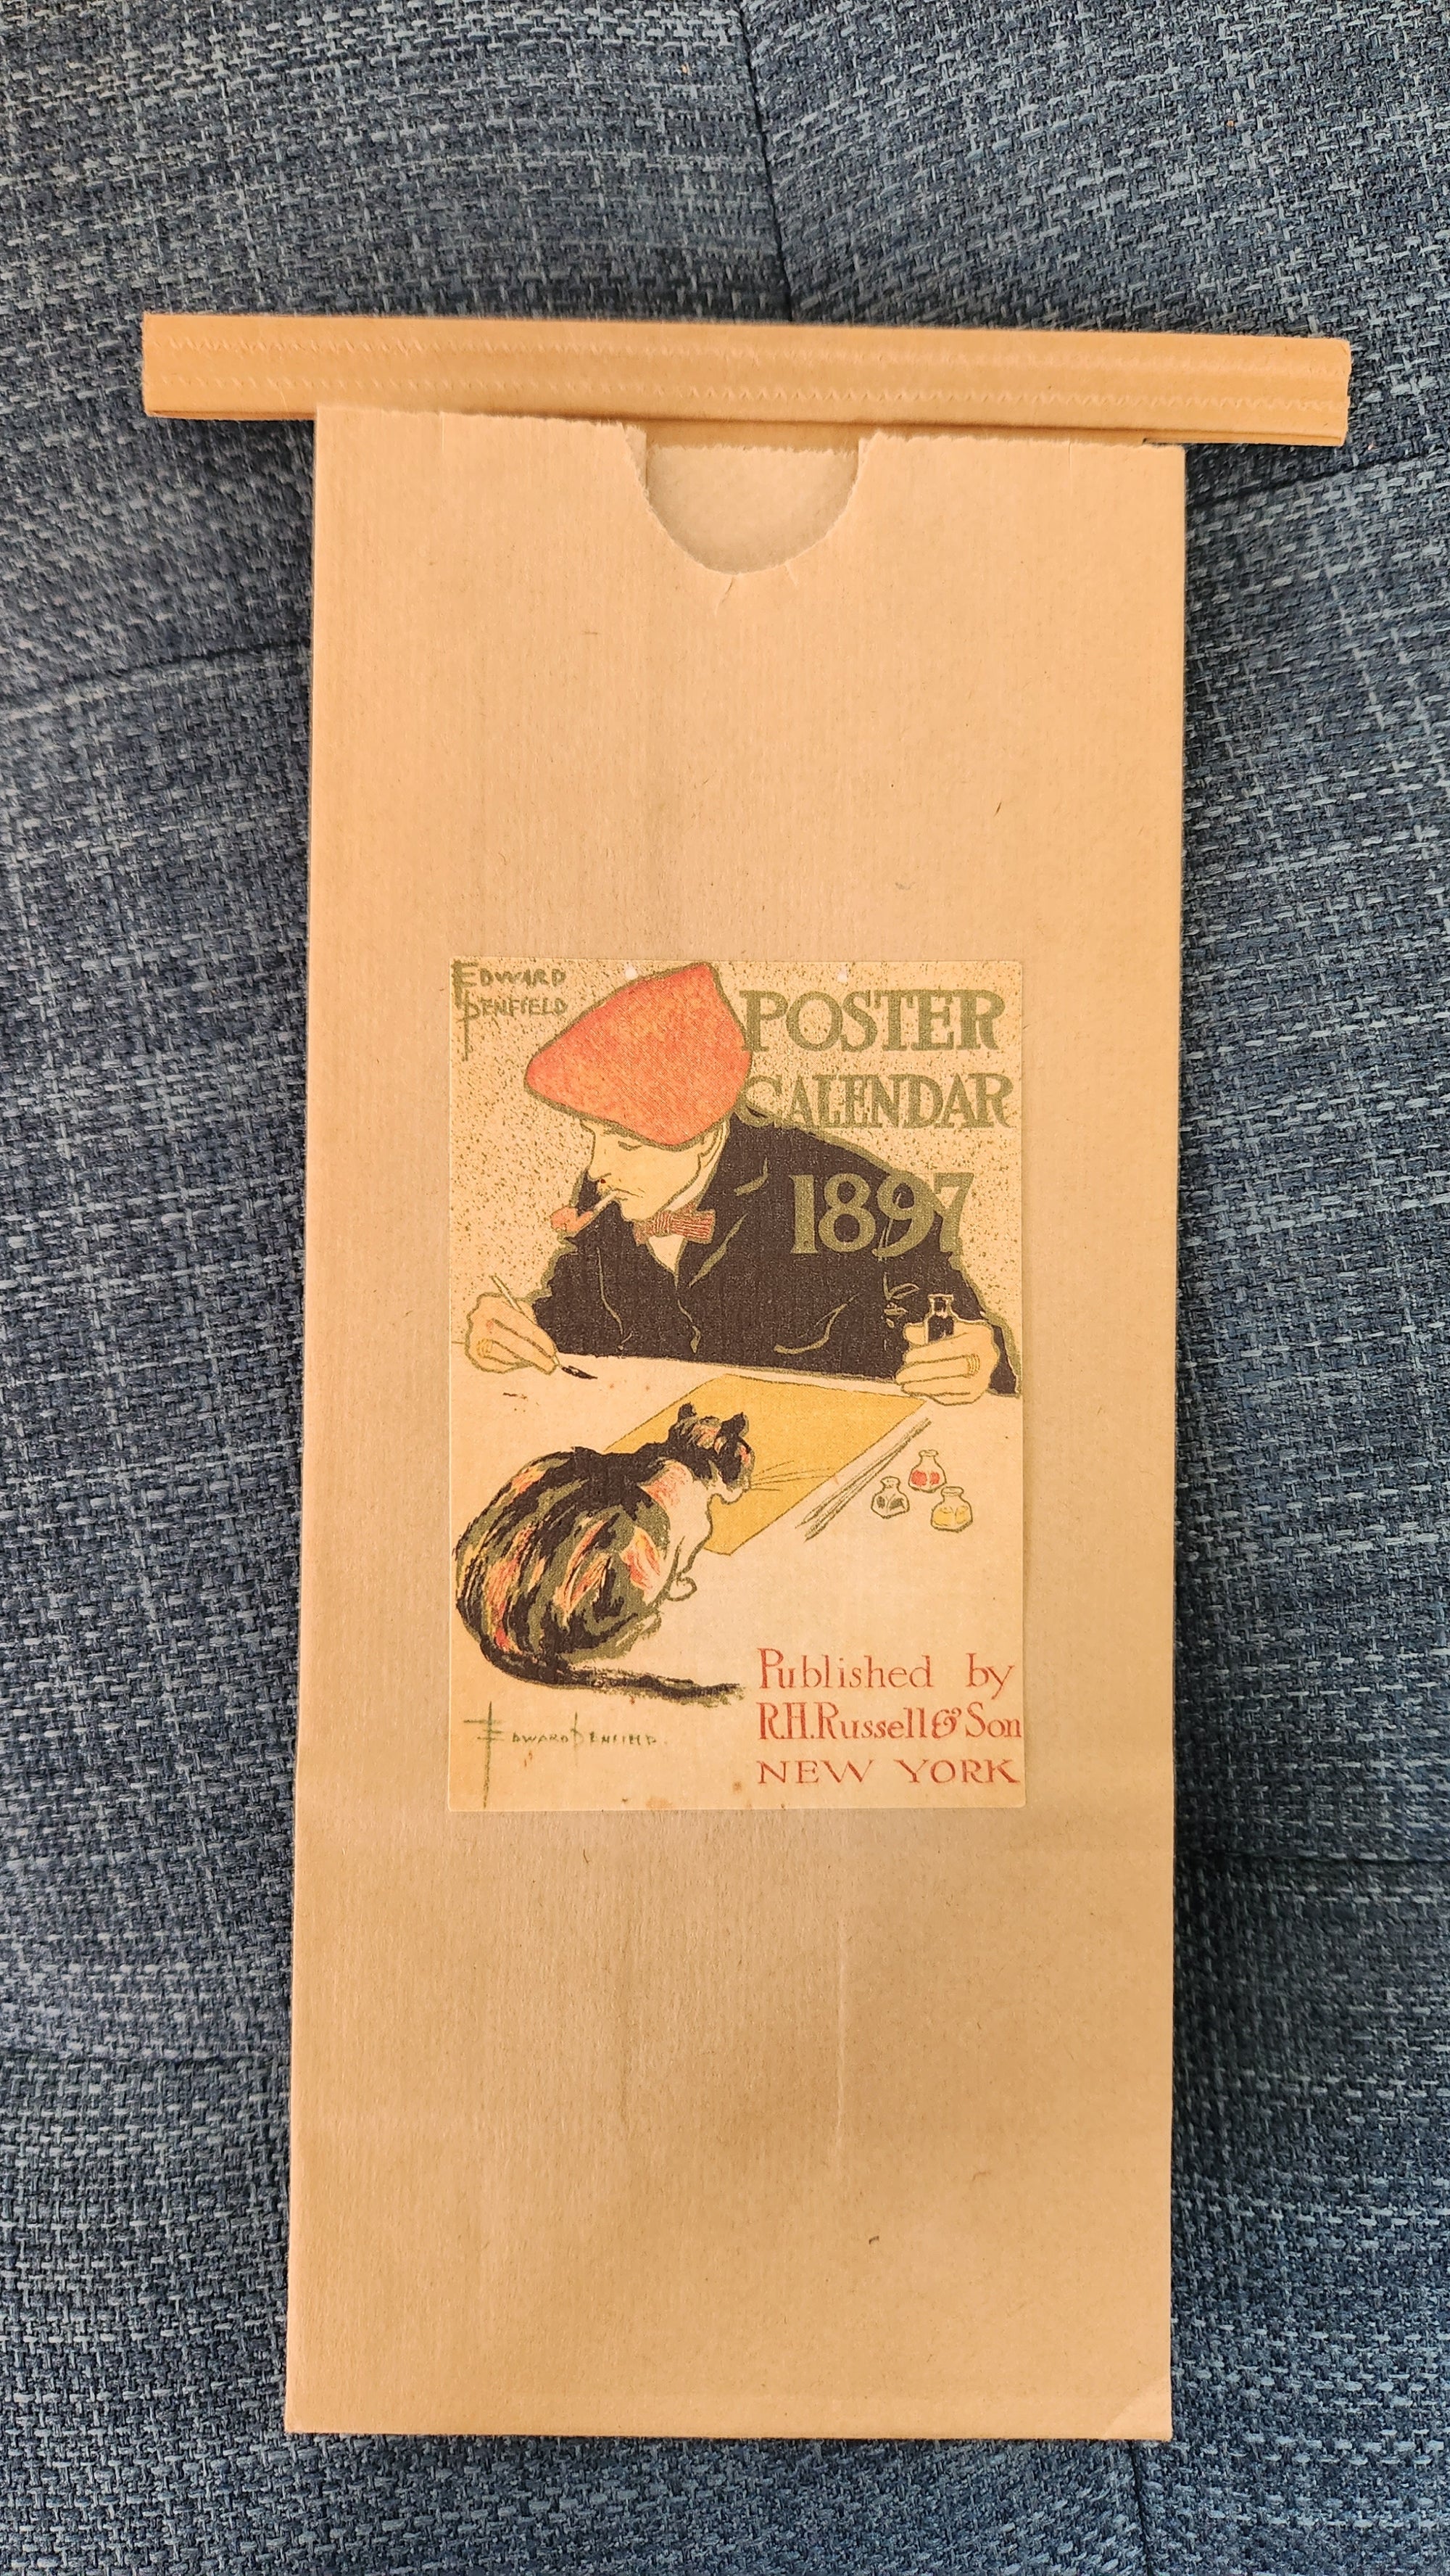 EDWARD
PENFIELD
POSTER
CALENDAR
1897
Published by
R.H.Russell & Son
NEW YORK
EDWARD PENFIELD.